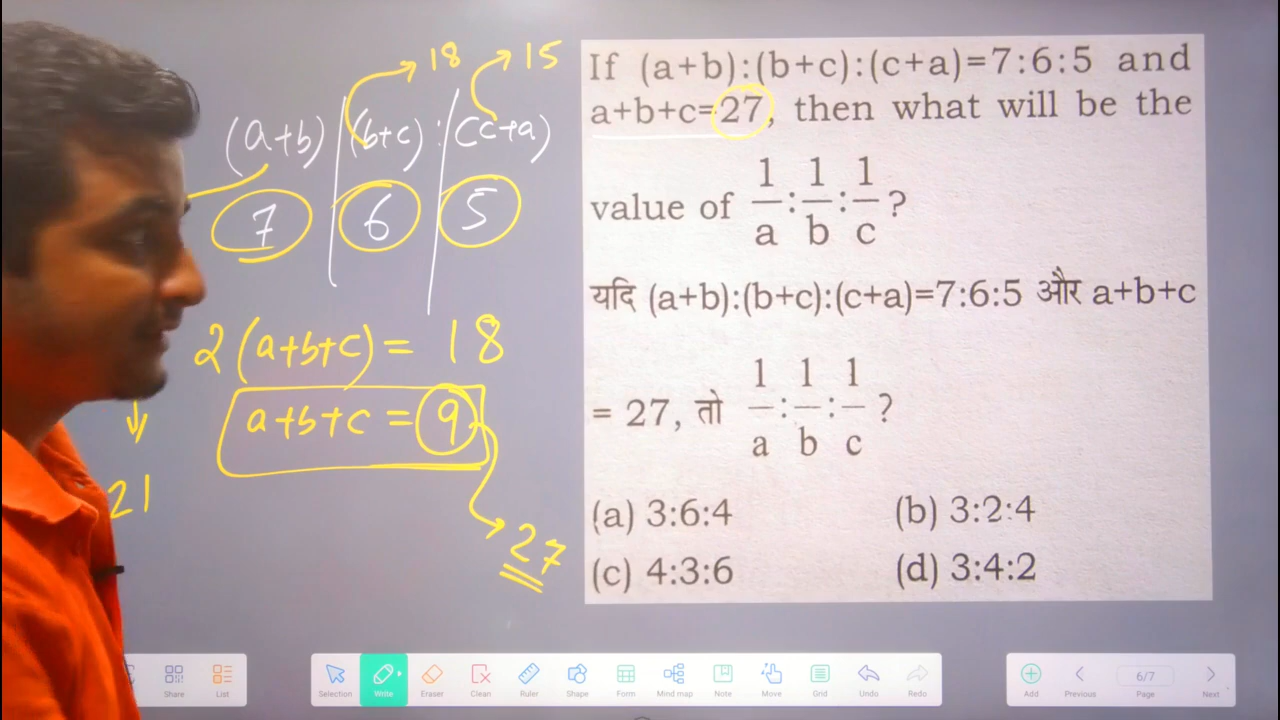 18
15
(a+b) (b+c) : (c+a)
7 6 5
2(a+b+c) = 18
a+b+c = 9
21
27
If (a+b):(b+c):(c+a)=7:6:5 and
a+b+c=27, then what will be the
value of 1/a : 1/b : 1/c ?
यदि (a+b):(b+c):(c+a)=7:6:5 और a+b+c
= 27, तो 1/a : 1/b : 1/c ?
(a) 3:6:4 (b) 3:2:4
(c) 4:3:6 (d) 3:4:2
Share List Selection Write Eraser Clean Ruler Shape Form Mind map Note Move Grid Undo Redo Add Previous 6/7 Page Next